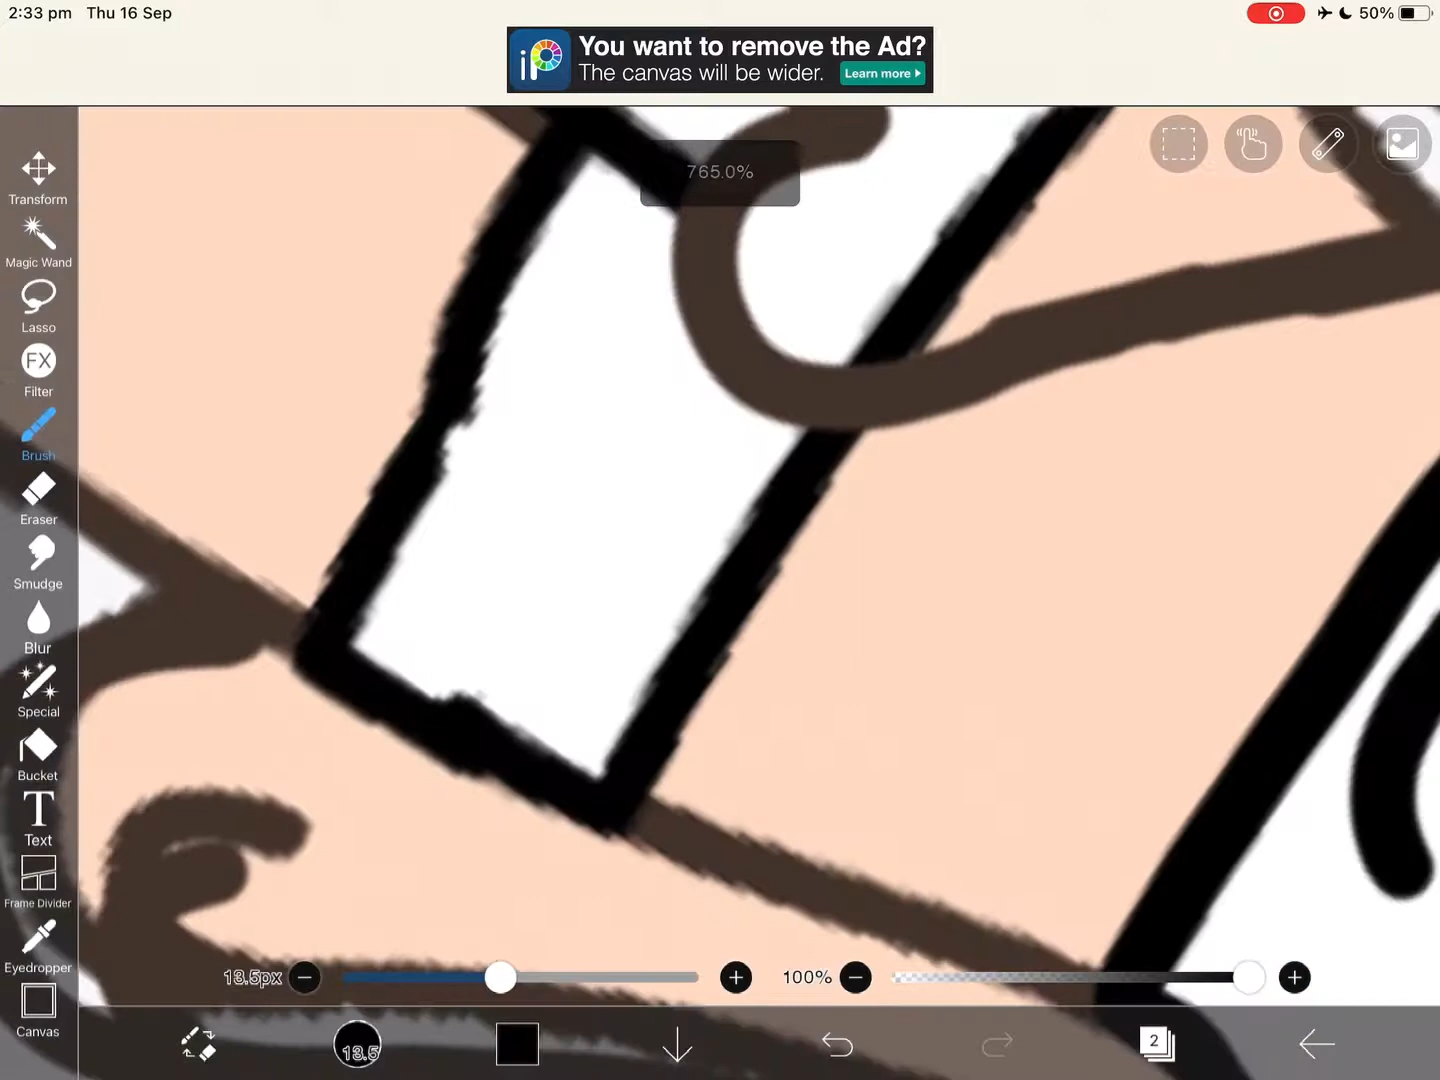 2:33 pm Thu 16 Sep
50%
iP
You want to remove the Ad?
The canvas will be wider.
Learn more
765.0%
Transform
Magic Wand
Lasso
FX
Filter
Brush
Eraser
Smudge
Blur
Special
Bucket
T
Text
Frame Divider
Eyedropper
Canvas
13.5px
100%
13.5
2